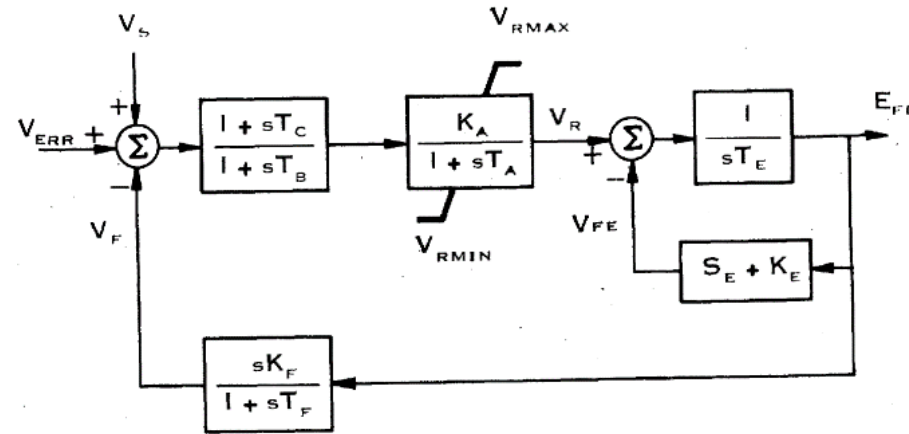 V_S
V_RMAX
+
V_ERR +
Σ
−
1 + sT_C
1 + sT_B
K_A
1 + sT_A
V_R
+
Σ
−
1
sT_E
V_F
V_RMIN
V_FE
S_E + K_E
sK_F
1 + sT_F